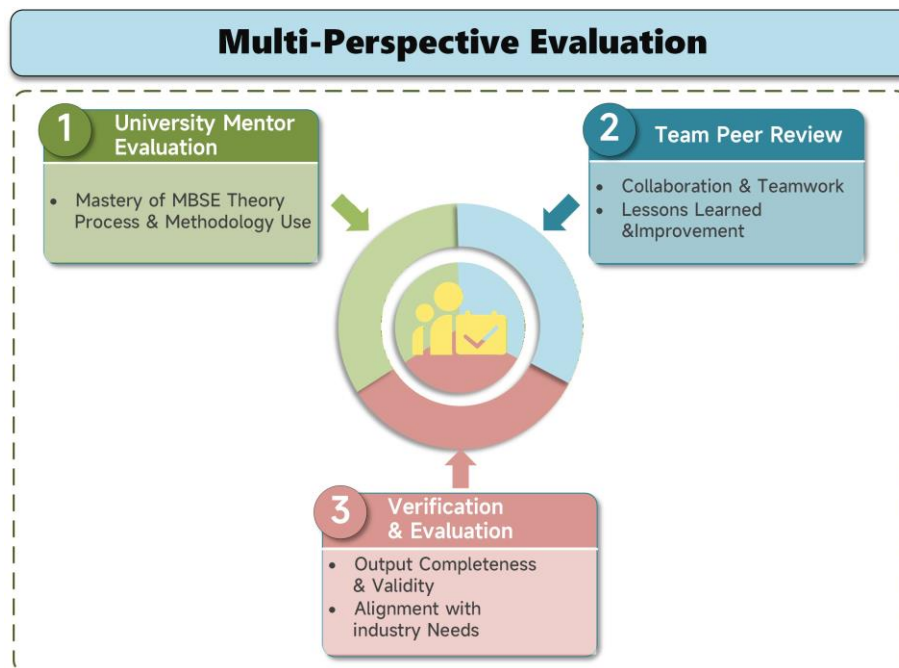 Multi-Perspective Evaluation
1
University Mentor
Evaluation
• Mastery of MBSE Theory
Process & Methodology Use
2
Team Peer Review
• Collaboration & Teamwork
• Lessons Learned
&Improvement
3
Verification
& Evaluation
• Output Completeness
& Validity
• Alignment with
industry Needs